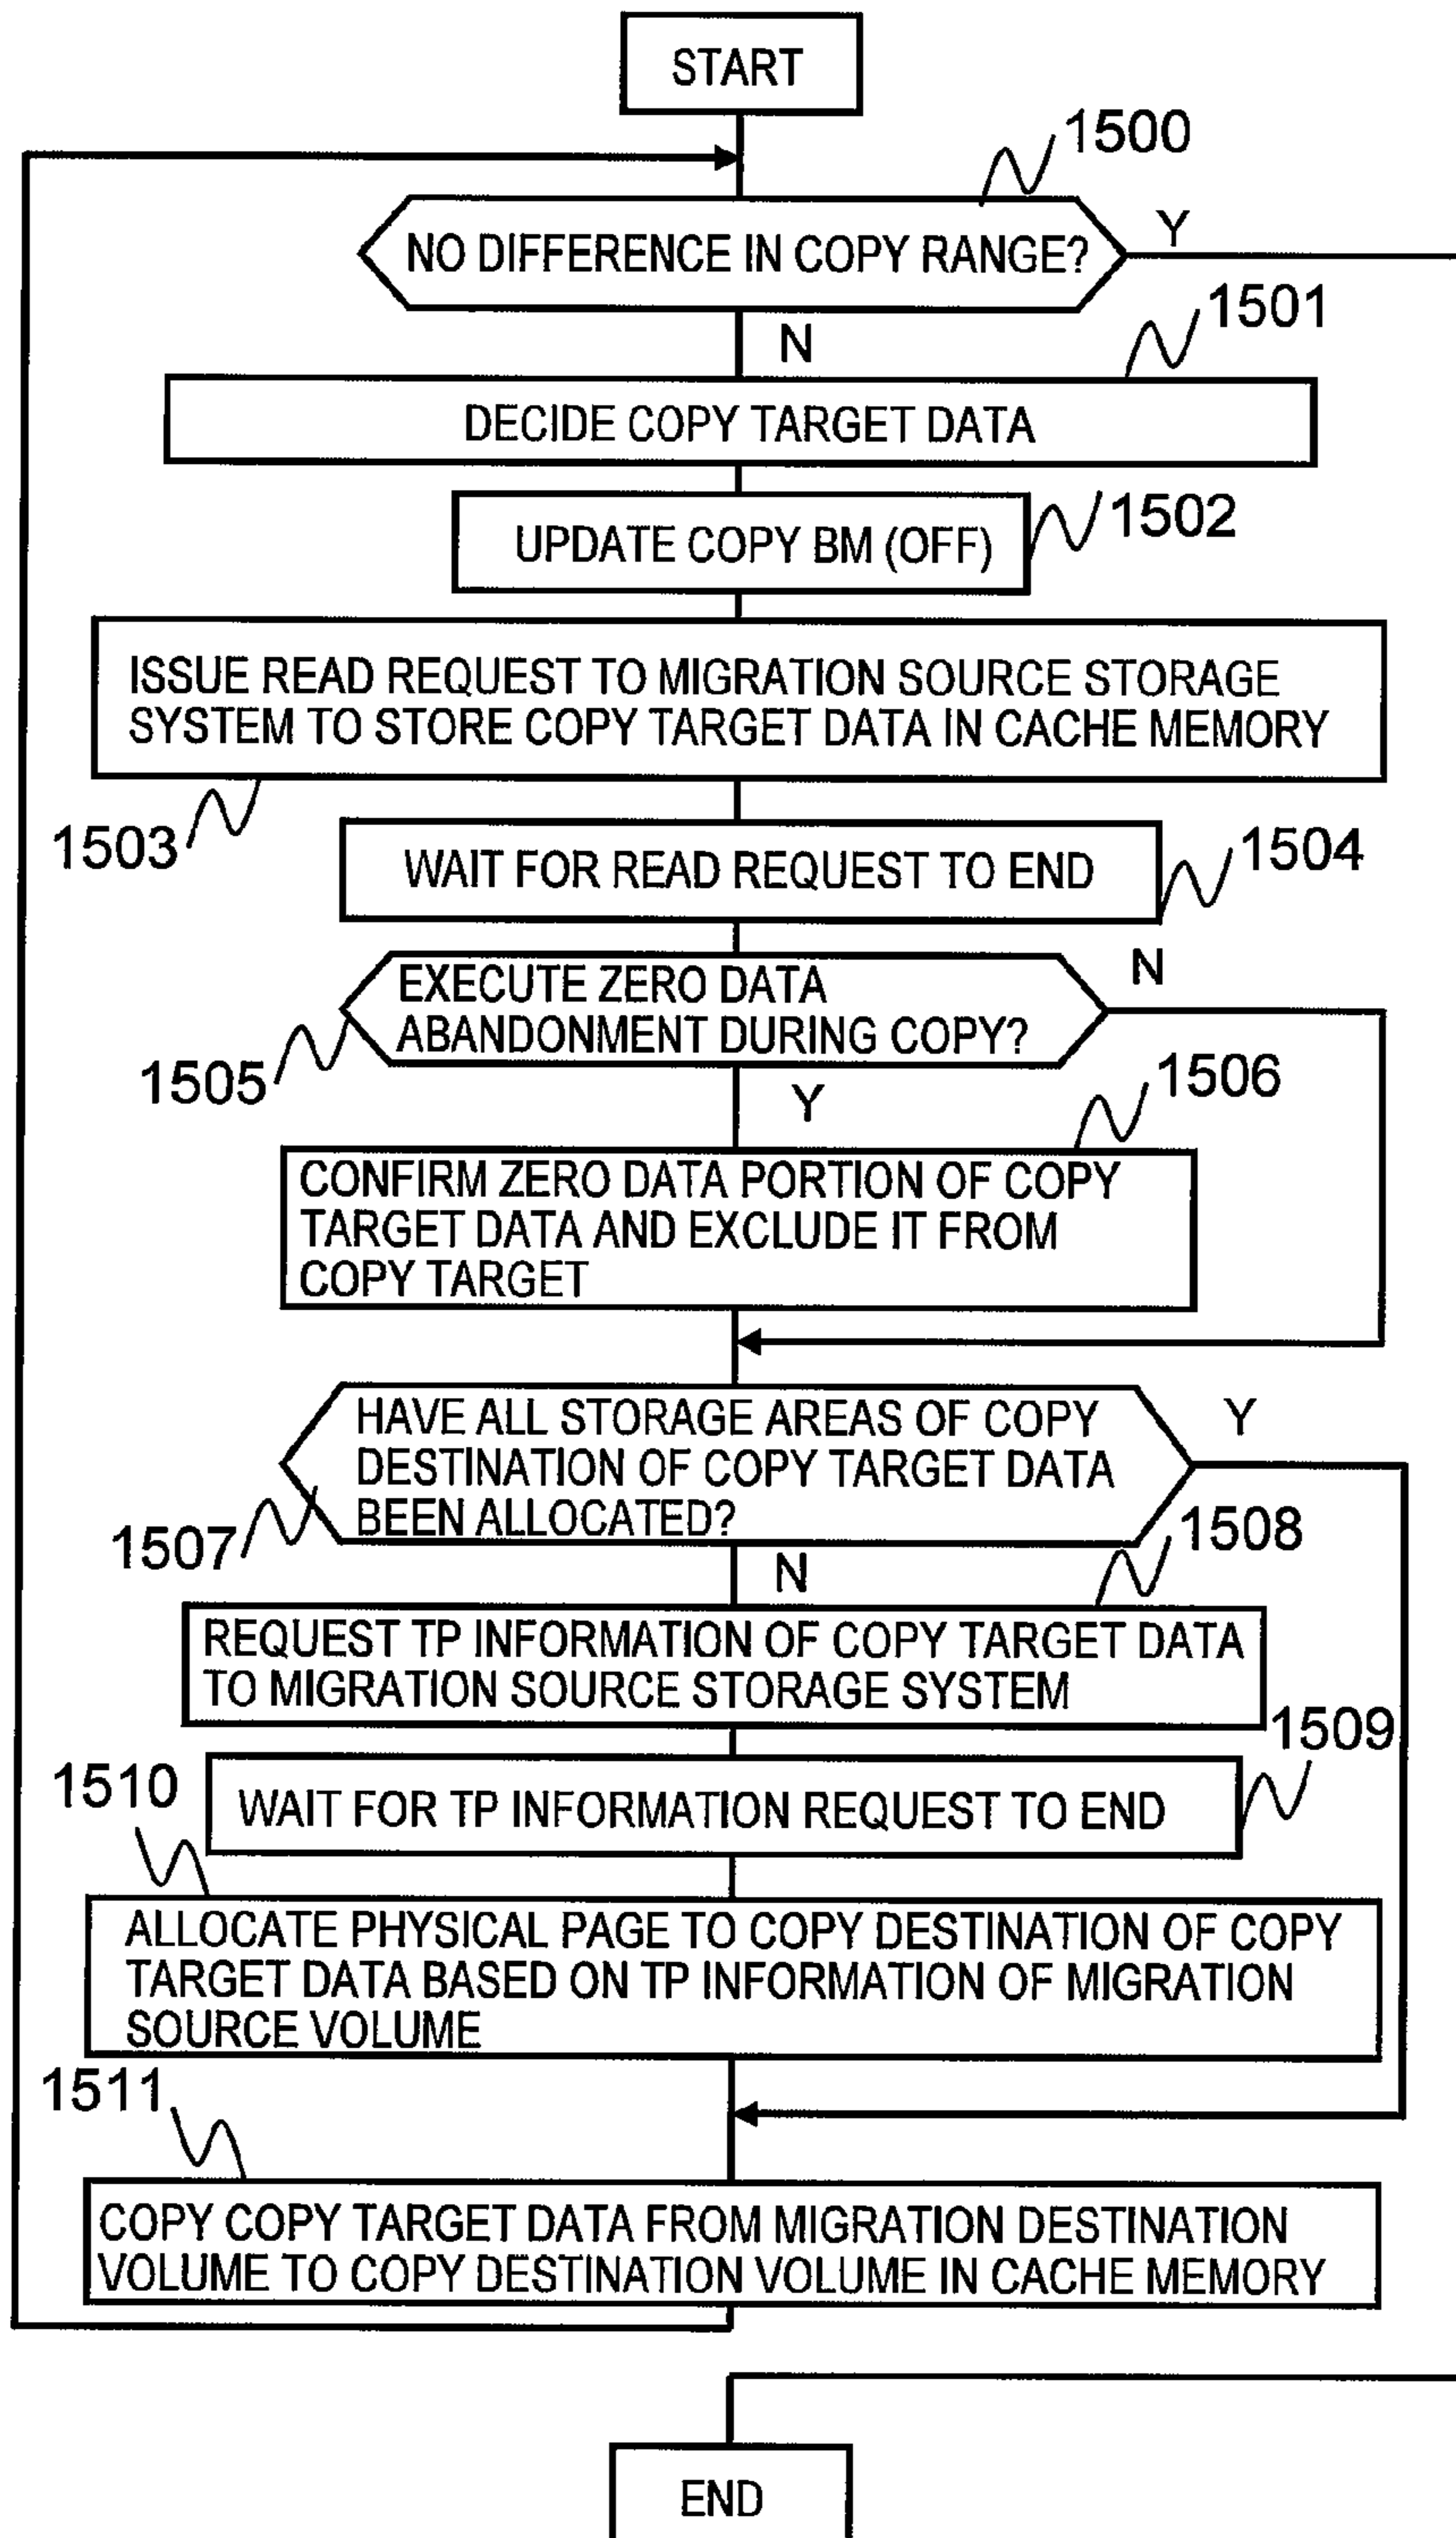 START
1500
NO DIFFERENCE IN COPY RANGE?
Y
N
1501
DECIDE COPY TARGET DATA
UPDATE COPY BM (OFF)
1502
ISSUE READ REQUEST TO MIGRATION SOURCE STORAGE
SYSTEM TO STORE COPY TARGET DATA IN CACHE MEMORY
1503
WAIT FOR READ REQUEST TO END
1504
EXECUTE ZERO DATA
ABANDONMENT DURING COPY?
N
1505
Y
1506
CONFIRM ZERO DATA PORTION OF COPY
TARGET DATA AND EXCLUDE IT FROM
COPY TARGET
HAVE ALL STORAGE AREAS OF COPY
DESTINATION OF COPY TARGET DATA
BEEN ALLOCATED?
Y
1507
N
1508
REQUEST TP INFORMATION OF COPY TARGET DATA
TO MIGRATION SOURCE STORAGE SYSTEM
1509
WAIT FOR TP INFORMATION REQUEST TO END
1510
ALLOCATE PHYSICAL PAGE TO COPY DESTINATION OF COPY
TARGET DATA BASED ON TP INFORMATION OF MIGRATION
SOURCE VOLUME
1511
COPY COPY TARGET DATA FROM MIGRATION DESTINATION
VOLUME TO COPY DESTINATION VOLUME IN CACHE MEMORY
END